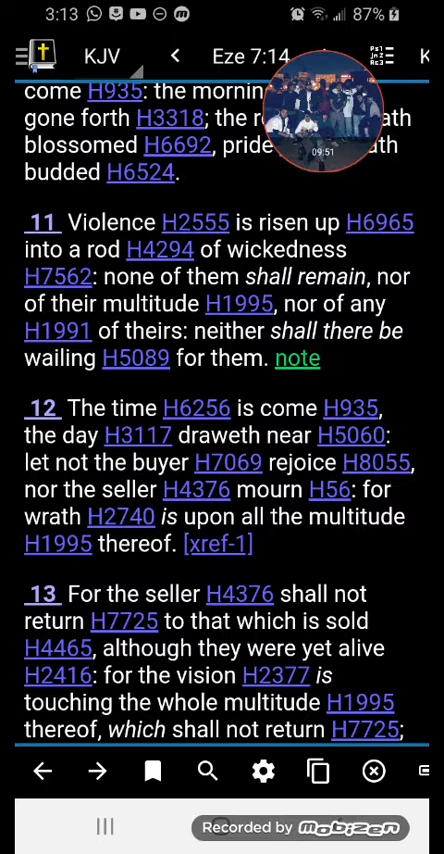 3:13
87%
KJV
Eze 7:14
Ps1
Jn2
Rc3
K
come H935: the mornin
gone forth H3318; the r ath
09:51
blossomed H6692, pride ath
budded H6524.
11 Violence H2555 is risen up H6965
into a rod H4294 of wickedness
H7562: none of them shall remain, nor
of their multitude H1995, nor of any
H1991 of theirs: neither shall there be
wailing H5089 for them. note
12 The time H6256 is come H935,
the day H3117 draweth near H5060:
let not the buyer H7069 rejoice H8055,
nor the seller H4376 mourn H56: for
wrath H2740 is upon all the multitude
H1995 thereof. [xref-1]
13 For the seller H4376 shall not
return H7725 to that which is sold
H4465, although they were yet alive
H2416: for the vision H2377 is
touching the whole multitude H1995
thereof, which shall not return H7725;
Recorded by Mobizen